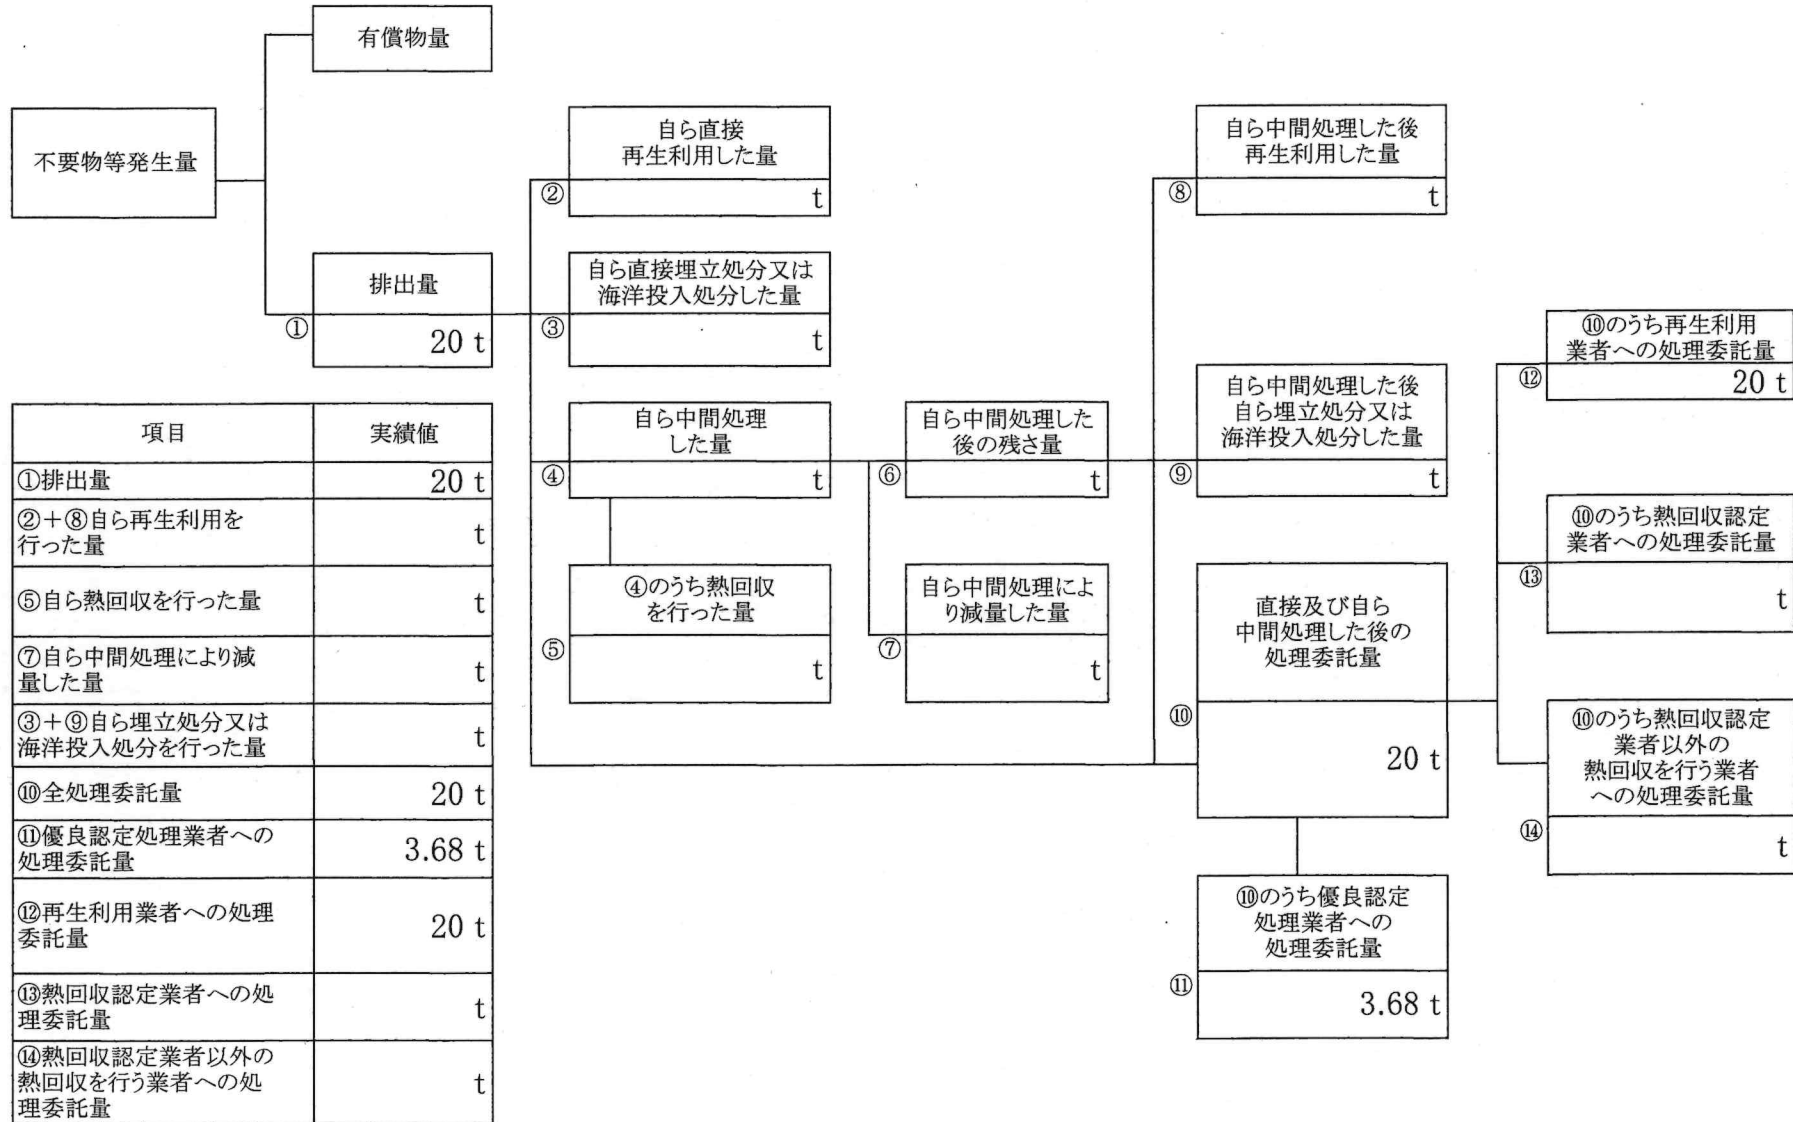 有償物量
不要物等発生量
排出量
①
20 t
自ら直接
再生利用した量
②
t
自ら直接埋立処分又は
海洋投入処分した量
③
t
自ら中間処理
した量
④
t
④のうち熱回収
を行った量
⑤
t
自ら中間処理した
後の残さ量
⑥
t
自ら中間処理によ
り減量した量
⑦
t
自ら中間処理した後
再生利用した量
⑧
t
自ら中間処理した後
自ら埋立処分又は
海洋投入処分した量
⑨
t
直接及び自ら
中間処理した後の
処理委託量
⑩
20 t
⑩のうち優良認定
処理業者への
処理委託量
⑪
3.68 t
⑩のうち再生利用
業者への処理委託量
⑫
20 t
⑩のうち熱回収認定
業者への処理委託量
⑬
t
⑩のうち熱回収認定
業者以外の
熱回収を行う業者
への処理委託量
⑭
t
項目 実績値
①排出量 20 t
②+⑧自ら再生利用を
行った量 t
⑤自ら熱回収を行った量 t
⑦自ら中間処理により減
量した量 t
③+⑨自ら埋立処分又は
海洋投入処分を行った量 t
⑩全処理委託量 20 t
⑪優良認定処理業者への
処理委託量 3.68 t
⑫再生利用業者への処理
委託量 20 t
⑬熱回収認定業者への処
理委託量 t
⑭熱回収認定業者以外の
熱回収を行う業者への処
理委託量 t